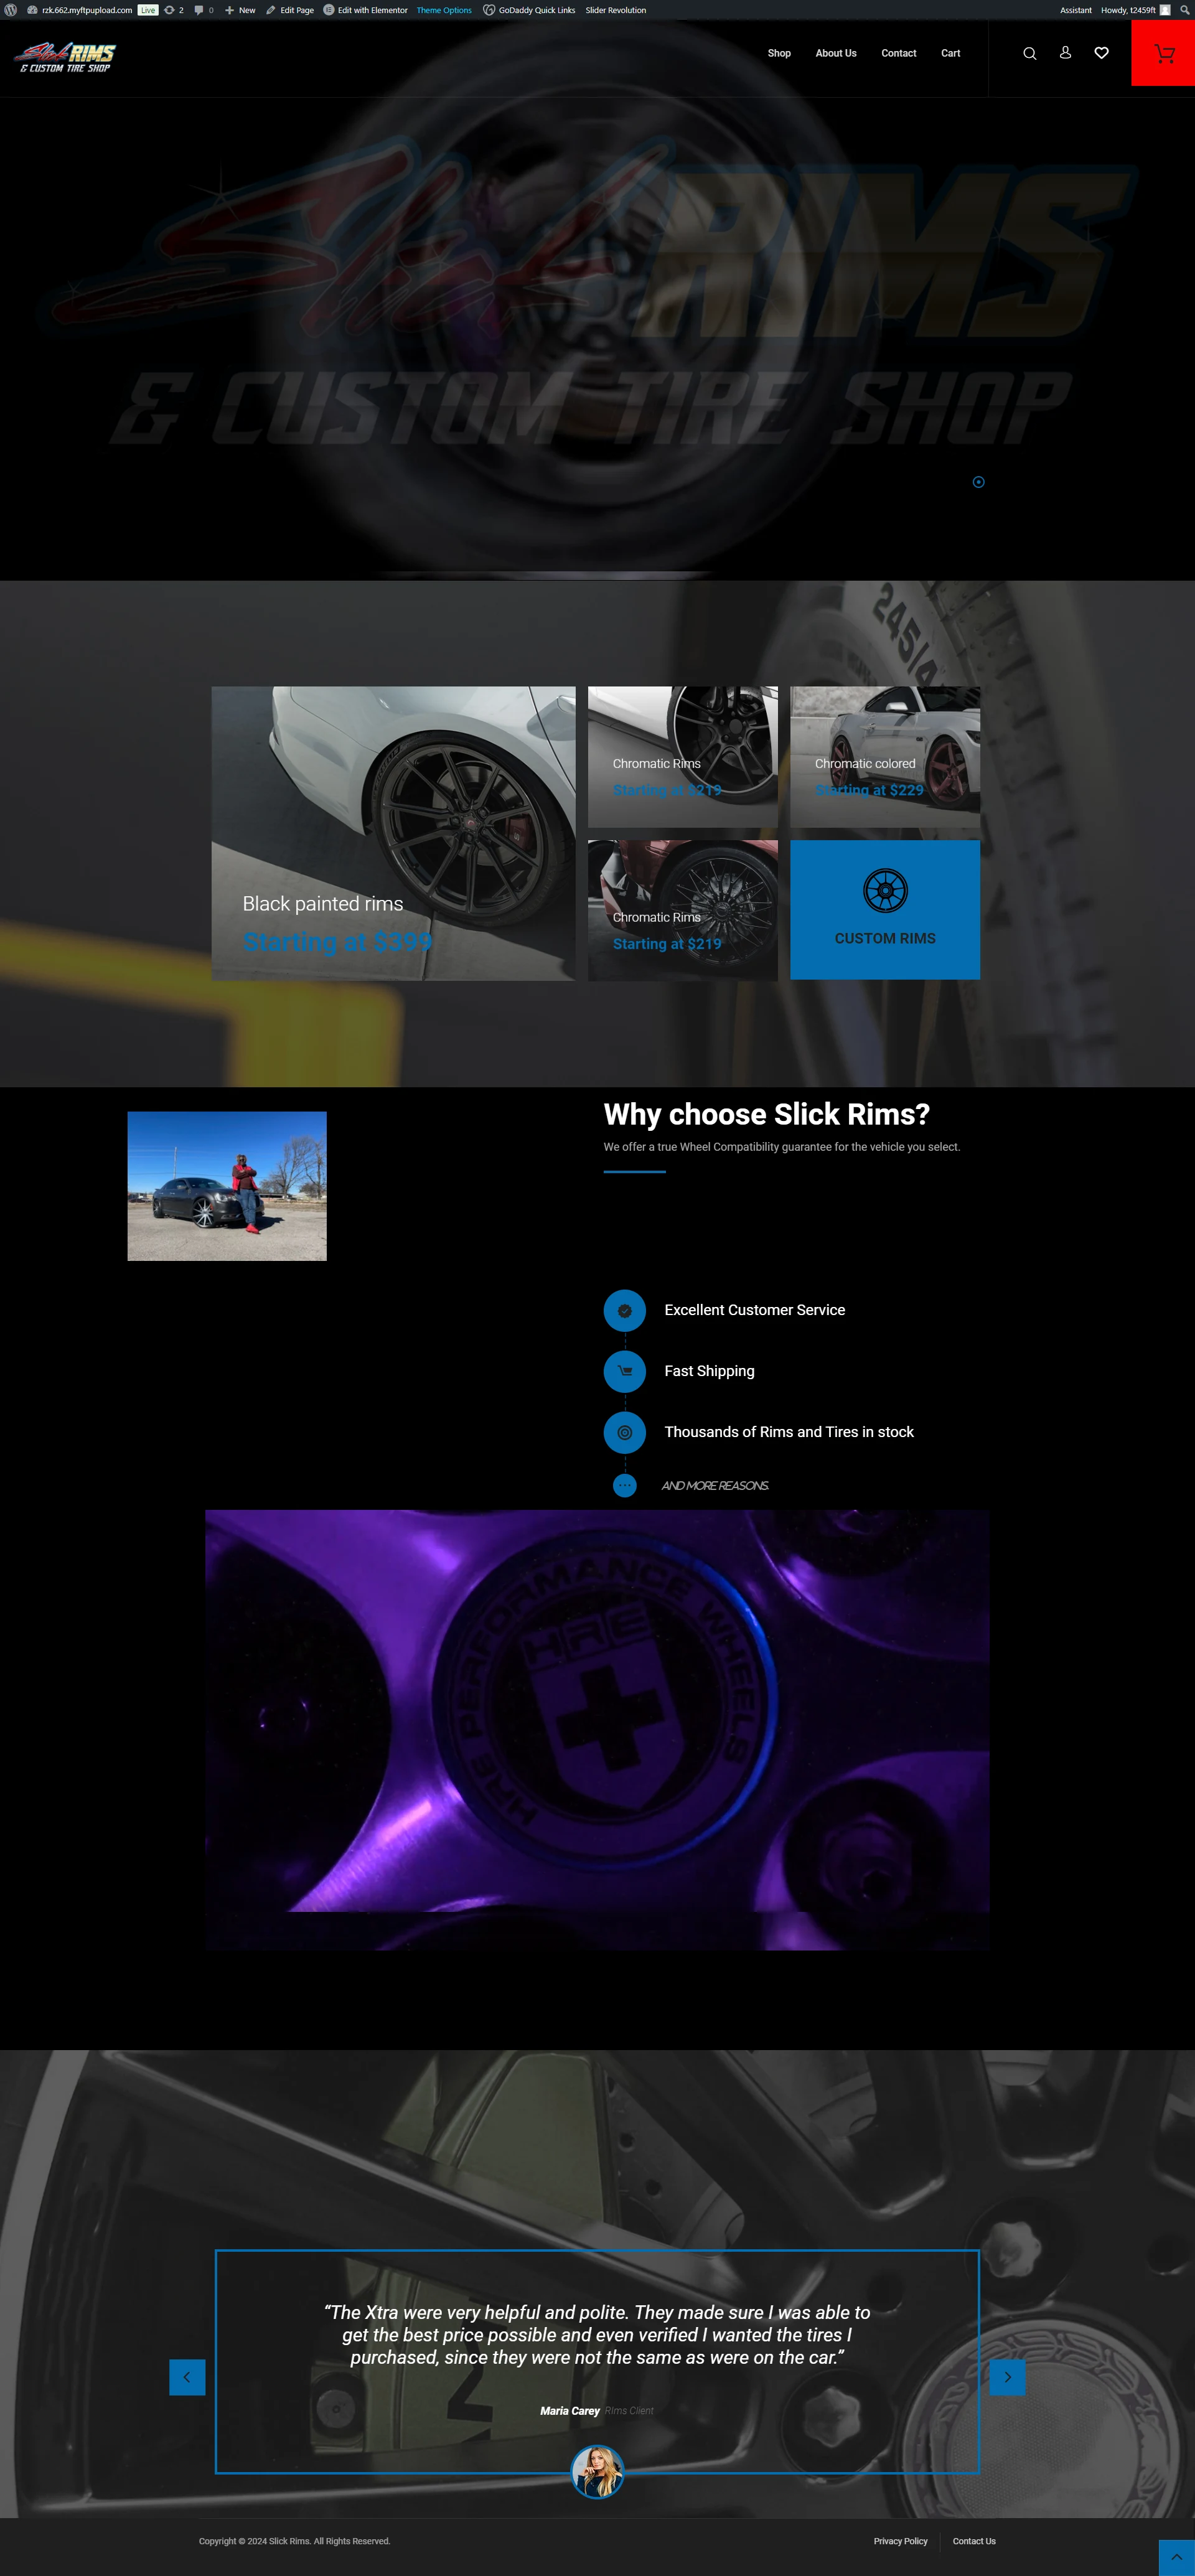 rzk.662.myftpupload.com Live 2 0 New Edit Page Edit with Elementor Theme Options GoDaddy Quick Links Slider Revolution Assistant Howdy, t2459ft
Slick RIMS
& CUSTOM TIRE SHOP
Shop About Us Contact Cart
Slick RIMS
& CUSTOM TIRE SHOP
245/4
Black painted rims
Starting at $399
Chromatic Rims
Starting at $219
Chromatic colored
Starting at $229
Chromatic Rims
Starting at $219
CUSTOM RIMS
Why choose Slick Rims?
We offer a true Wheel Compatibility guarantee for the vehicle you select.
Excellent Customer Service
Fast Shipping
Thousands of Rims and Tires in stock
AND MORE REASONS.
HRE PERFORMANCE WHEELS
HRE
“The Xtra were very helpful and polite. They made sure I was able to
get the best price possible and even verified I wanted the tires I
purchased, since they were not the same as were on the car.”
Maria Carey RIms Client
Copyright © 2024 Slick Rims. All Rights Reserved.
Privacy Policy Contact Us